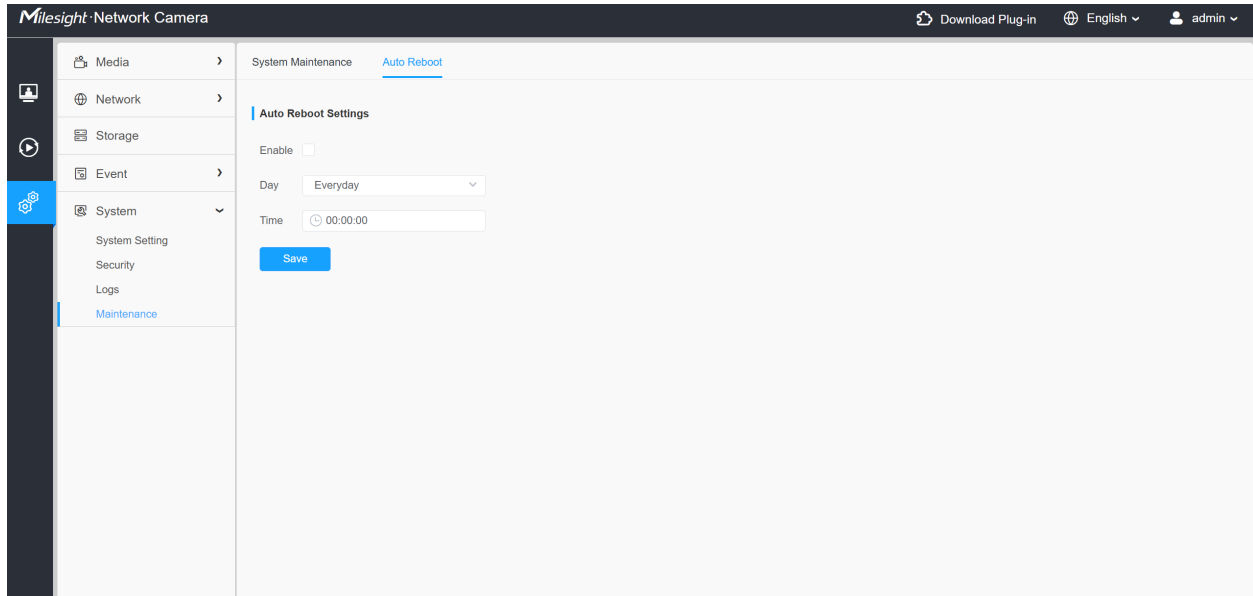 Milesight·Network Camera
Download Plug-in
English
admin
Media
Network
Storage
Event
System
System Setting
Security
Logs
Maintenance
System Maintenance
Auto Reboot
Auto Reboot Settings
Enable
Day Everyday
Time 00:00:00
Save